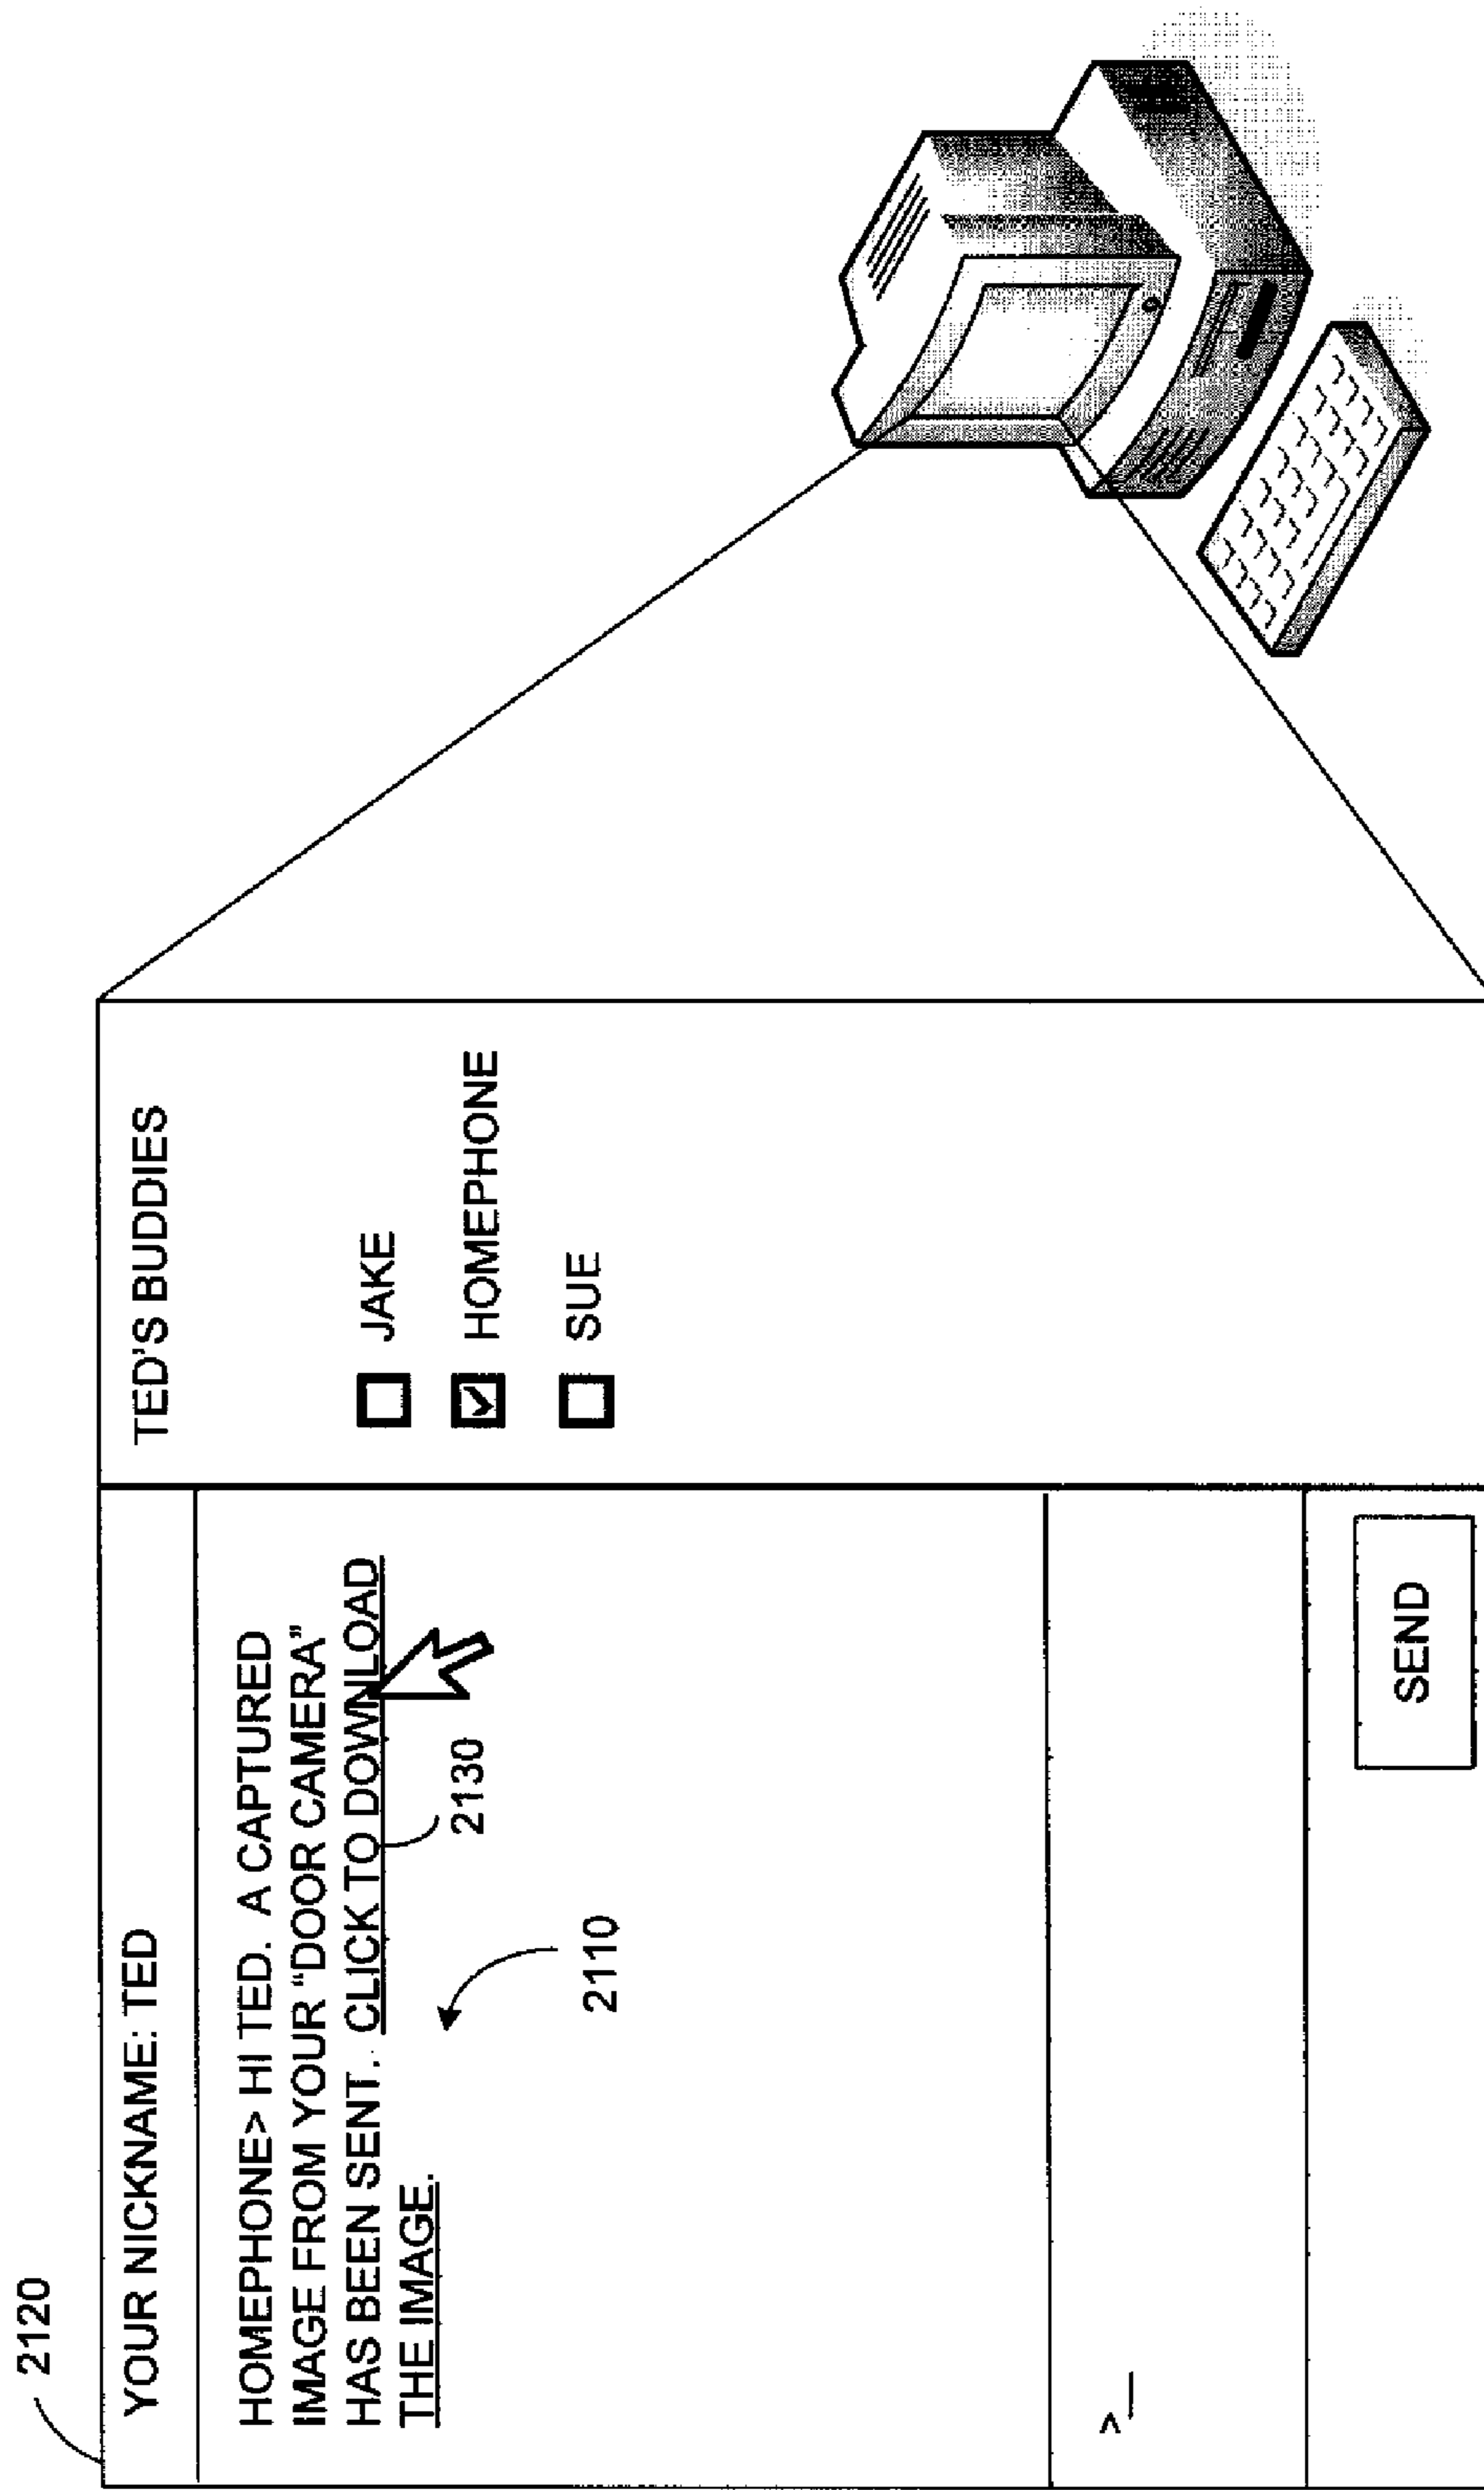 2120
YOUR NICKNAME: TED
HOMEPHONE> HI TED. A CAPTURED
IMAGE FROM YOUR "DOOR CAMERA"
HAS BEEN SENT. CLICK TO DOWNLOAD
THE IMAGE.
2130
2110
>_
SEND
TED'S BUDDIES
JAKE
HOMEPHONE
SUE